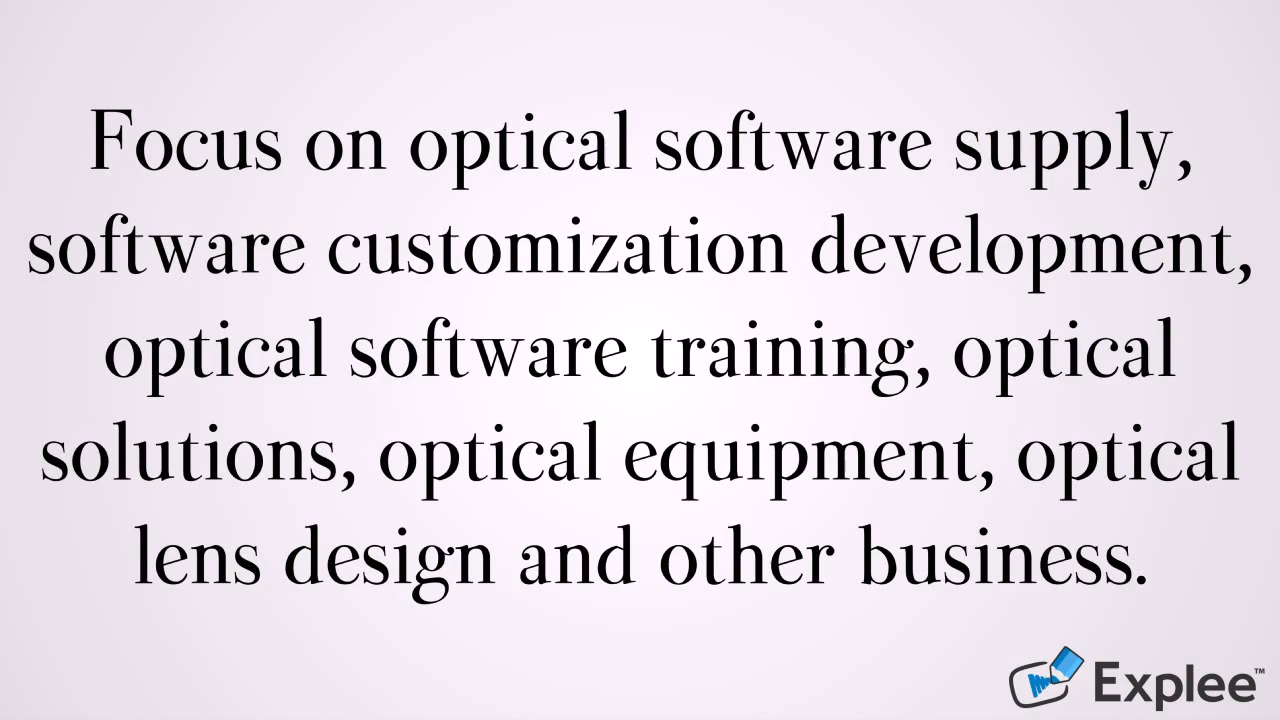 Focus on optical software supply,
software customization development,
optical software training, optical
solutions, optical equipment, optical
lens design and other business.
Explee™